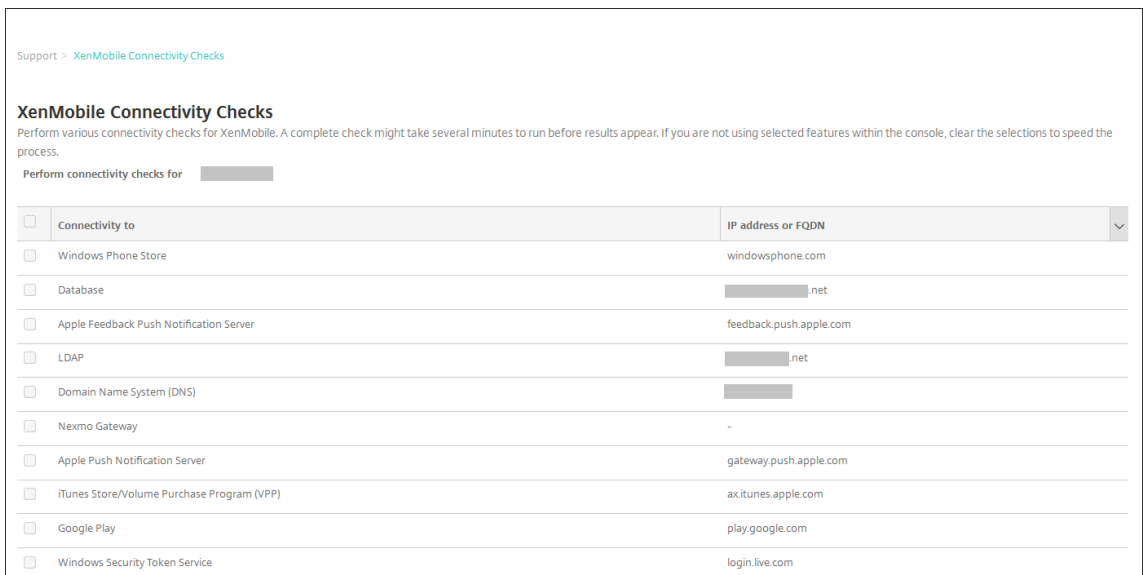 Support > XenMobile Connectivity Checks
XenMobile Connectivity Checks
Perform various connectivity checks for XenMobile. A complete check might take several minutes to run before results appear. If you are not using selected features within the console, clear the selections to speed the
process.
Perform connectivity checks for
Connectivity to IP address or FQDN
Windows Phone Store windowsphone.com
Database .net
Apple Feedback Push Notification Server feedback.push.apple.com
LDAP .net
Domain Name System (DNS)
Nexmo Gateway -
Apple Push Notification Server gateway.push.apple.com
iTunes Store/Volume Purchase Program (VPP) ax.itunes.apple.com
Google Play play.google.com
Windows Security Token Service login.live.com